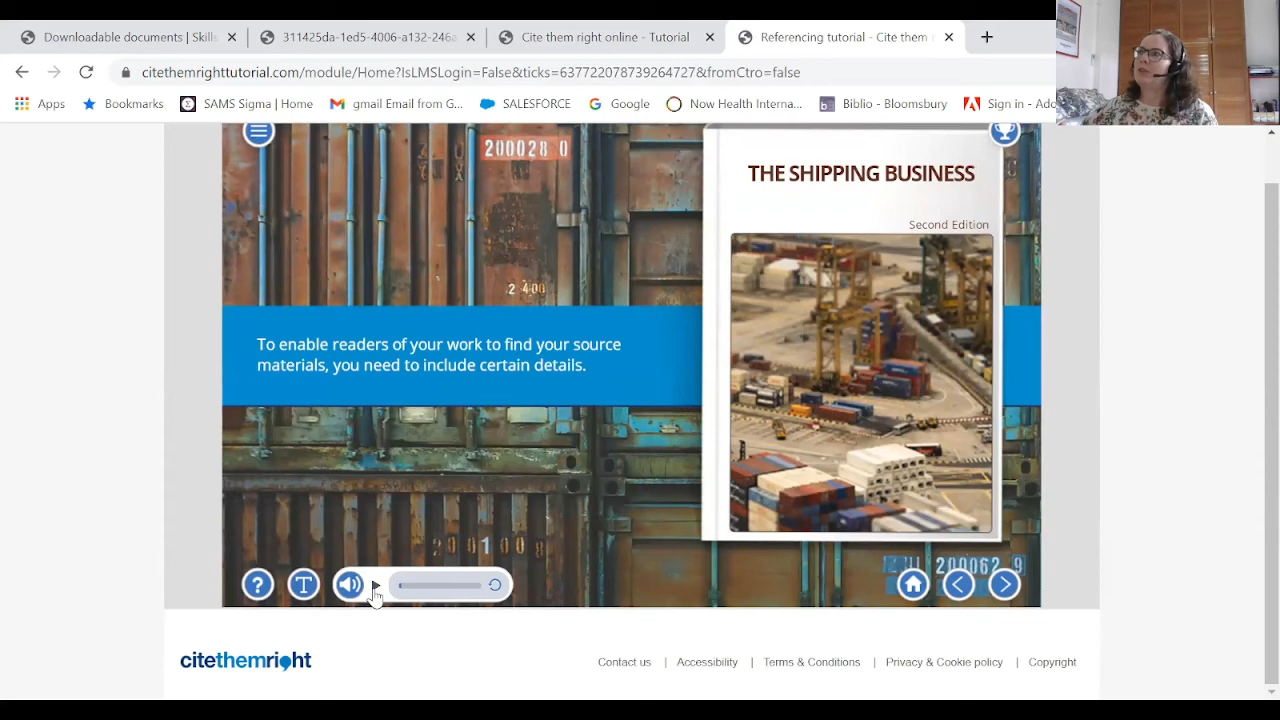 Downloadable documents | Skills
311425da-1ed5-4006-a132-246a
Cite them right online - Tutorial
Referencing tutorial - Cite them
citethemrighttutorial.com/module/Home?IsLMSLogin=False&ticks=637722078739264727&fromCtro=false
Apps
Bookmarks
SAMS Sigma | Home
gmail Email from G...
SALESFORCE
Google
Now Health Interna...
Biblio - Bloomsbury
Sign in - Ado
200028 0
2 400
THE SHIPPING BUSINESS
Second Edition
To enable readers of your work to find your source
materials, you need to include certain details.
200062 9
? T
citethemright
Contact us | Accessibility | Terms & Conditions | Privacy & Cookie policy | Copyright